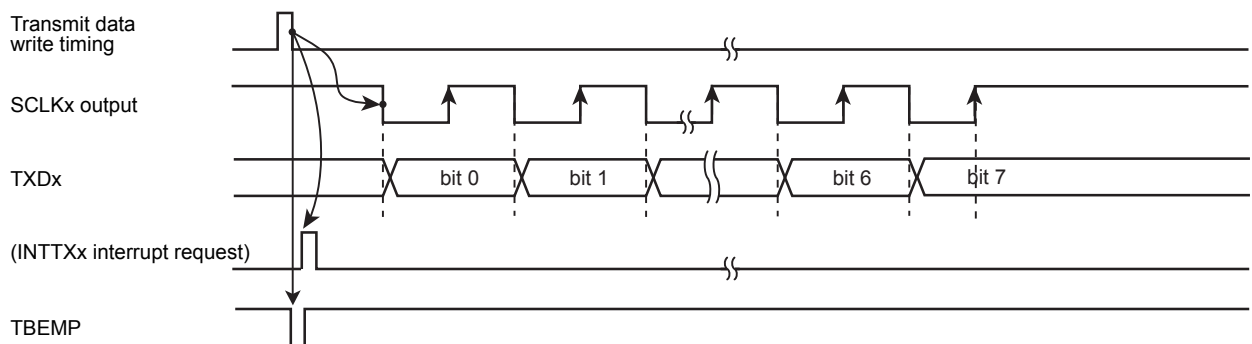 Transmit data
write timing
SCLKx output
TXDx
bit 0
bit 1
bit 6
bit 7
(INTTXx interrupt request)
TBEMP